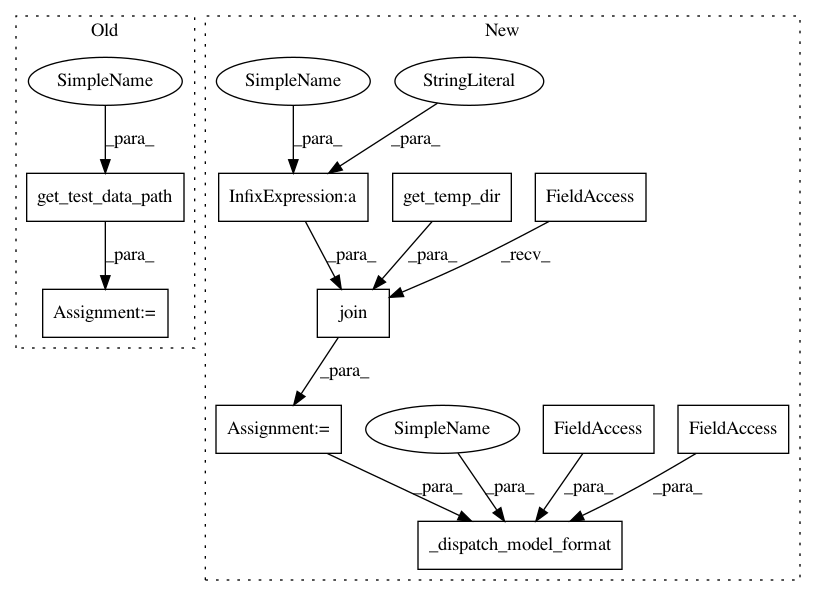 Old
New
SimpleName
SimpleName
StringLiteral
_para_
_para_
_para_
get_test_data_path
InfixExpression:a
get_temp_dir
FieldAccess
_para_
_para_
_para_
_recv_
Assignment:=
join
_para_
Assignment:=
SimpleName
FieldAccess
FieldAccess
_para_
_para_
_para_
_para_
_dispatch_model_format